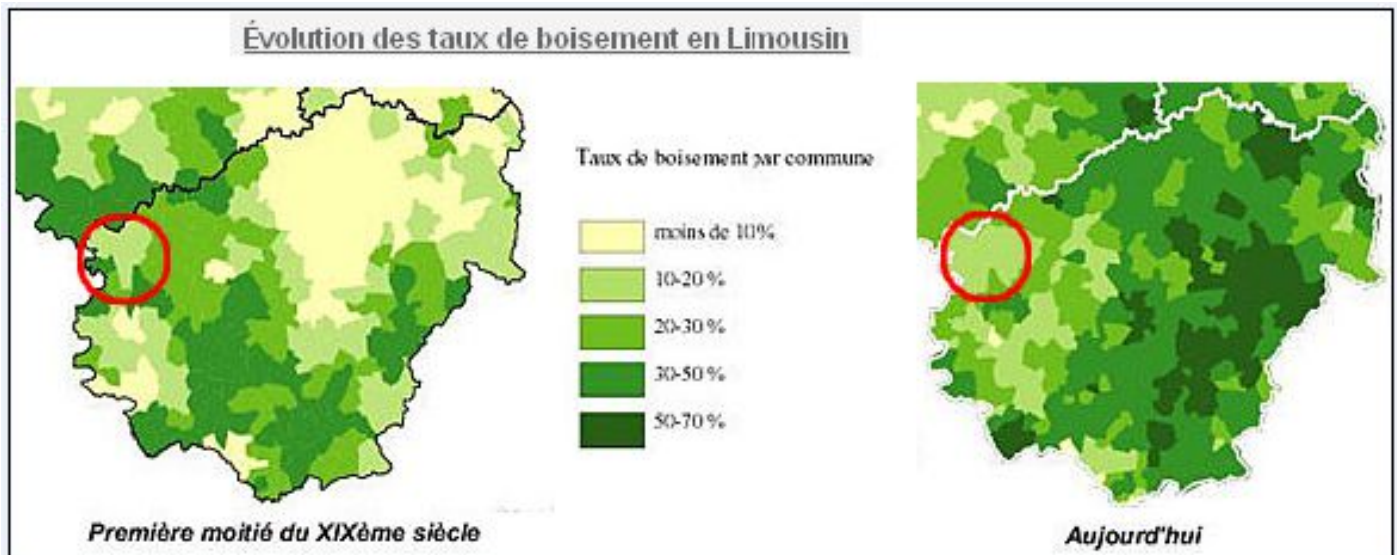 Évolution des taux de boisement en Limousin
Taux de boisement par commune
moins de 10%
10-20 %
20-30 %
30-50 %
50-70 %
Première moitié du XIXème siècle
Aujourd'hui